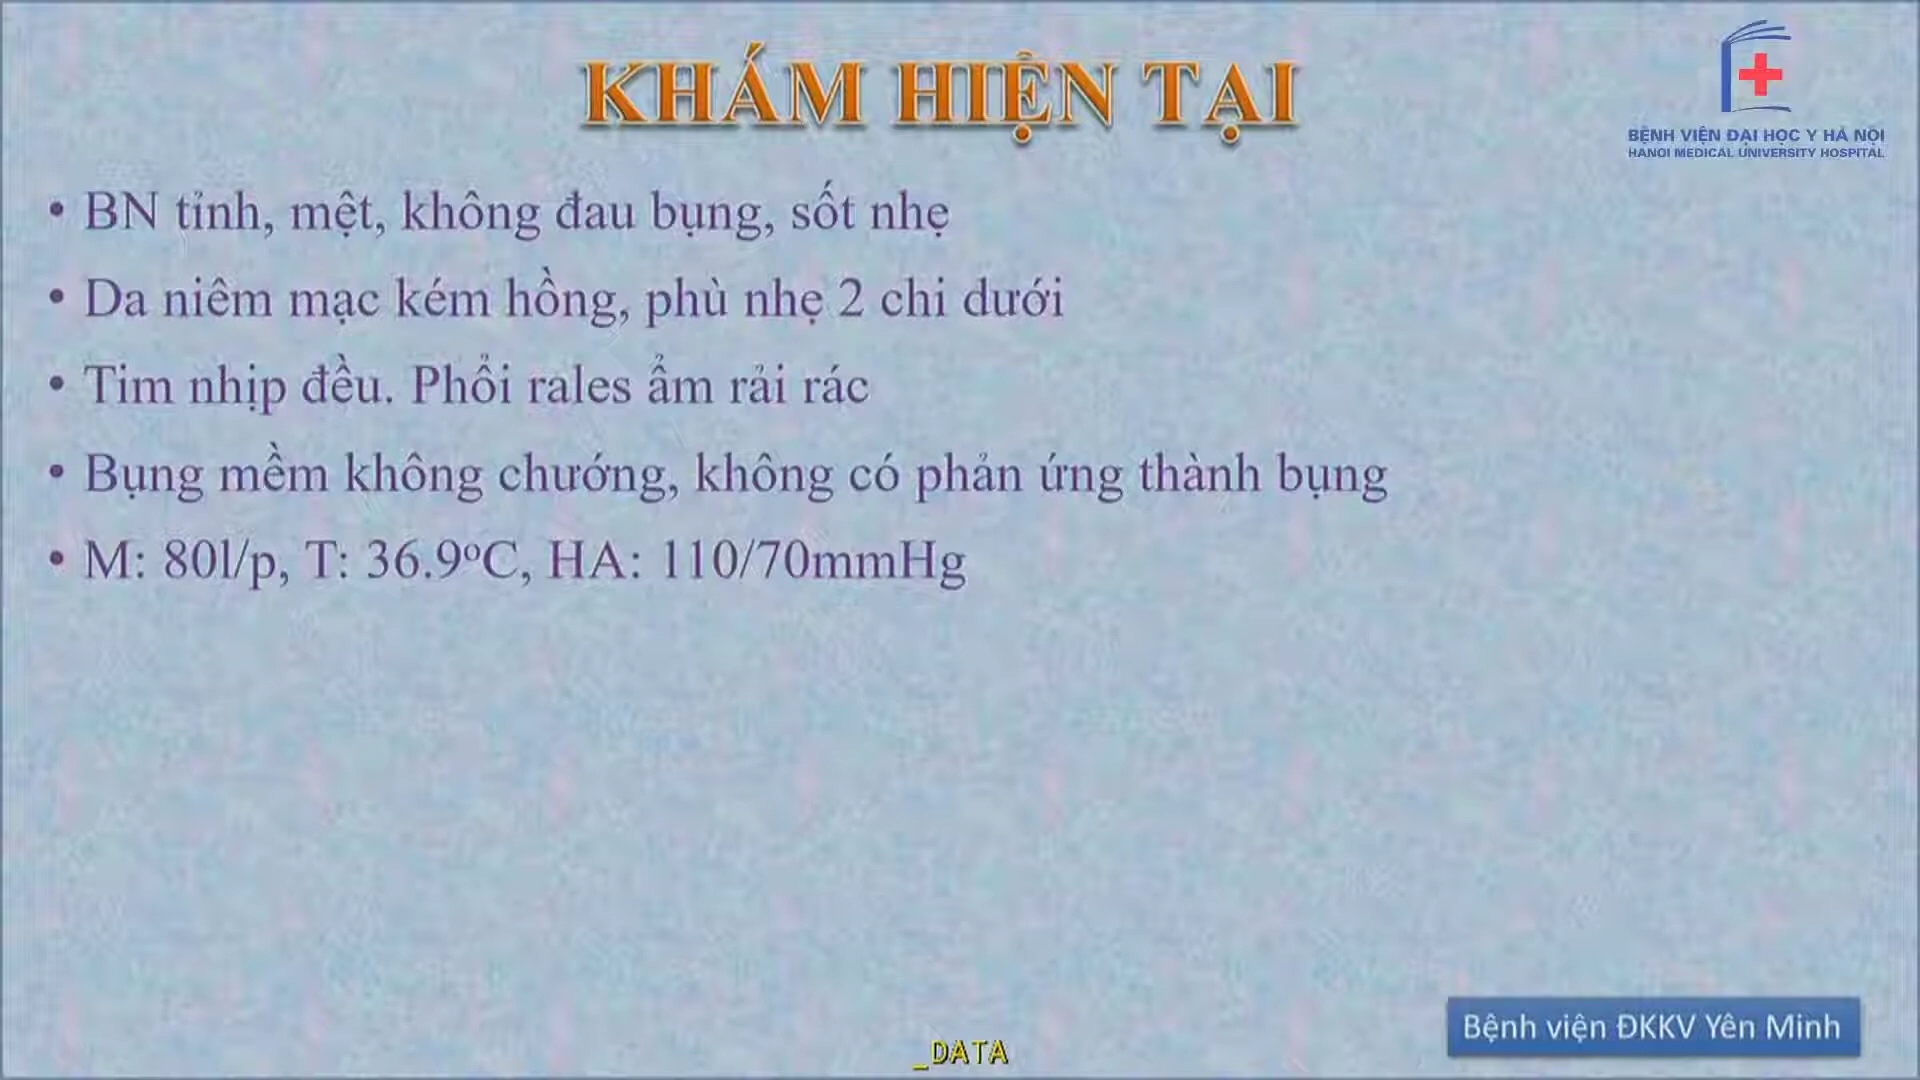 KHÁM HIỆN TẠI
BỆNH VIỆN ĐẠI HỌC Y HÀ NỘI
HANOI MEDICAL UNIVERSITY HOSPITAL
• BN tỉnh, mệt, không đau bụng, sốt nhẹ
• Da niêm mạc kém hồng, phù nhẹ 2 chi dưới
• Tim nhịp đều. Phổi rales ẩm rải rác
• Bụng mềm không chướng, không có phản ứng thành bụng
• M: 80l/p, T: 36.9ºC, HA: 110/70mmHg
Bệnh viện ĐKKV Yên Minh
_DATA